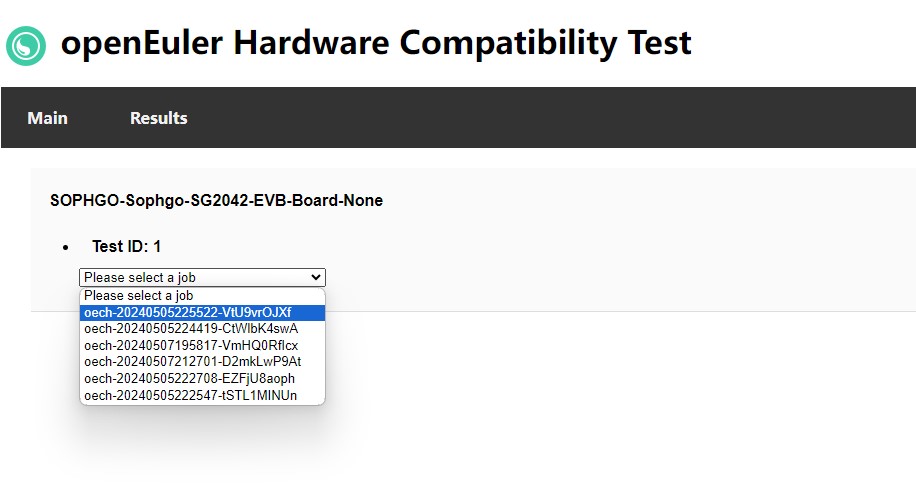 openEuler Hardware Compatibility Test
Main Results
SOPHGO-Sophgo-SG2042-EVB-Board-None
• Test ID: 1
Please select a job
Please select a job
oech-20240505225522-VtU9vrOJXf
oech-20240505224419-CtWlbK4swA
oech-20240507195817-VmHQ0Rflcx
oech-20240507212701-D2mkLwP9At
oech-20240505222708-EZFjU8aoph
oech-20240505222547-tSTL1MINUn